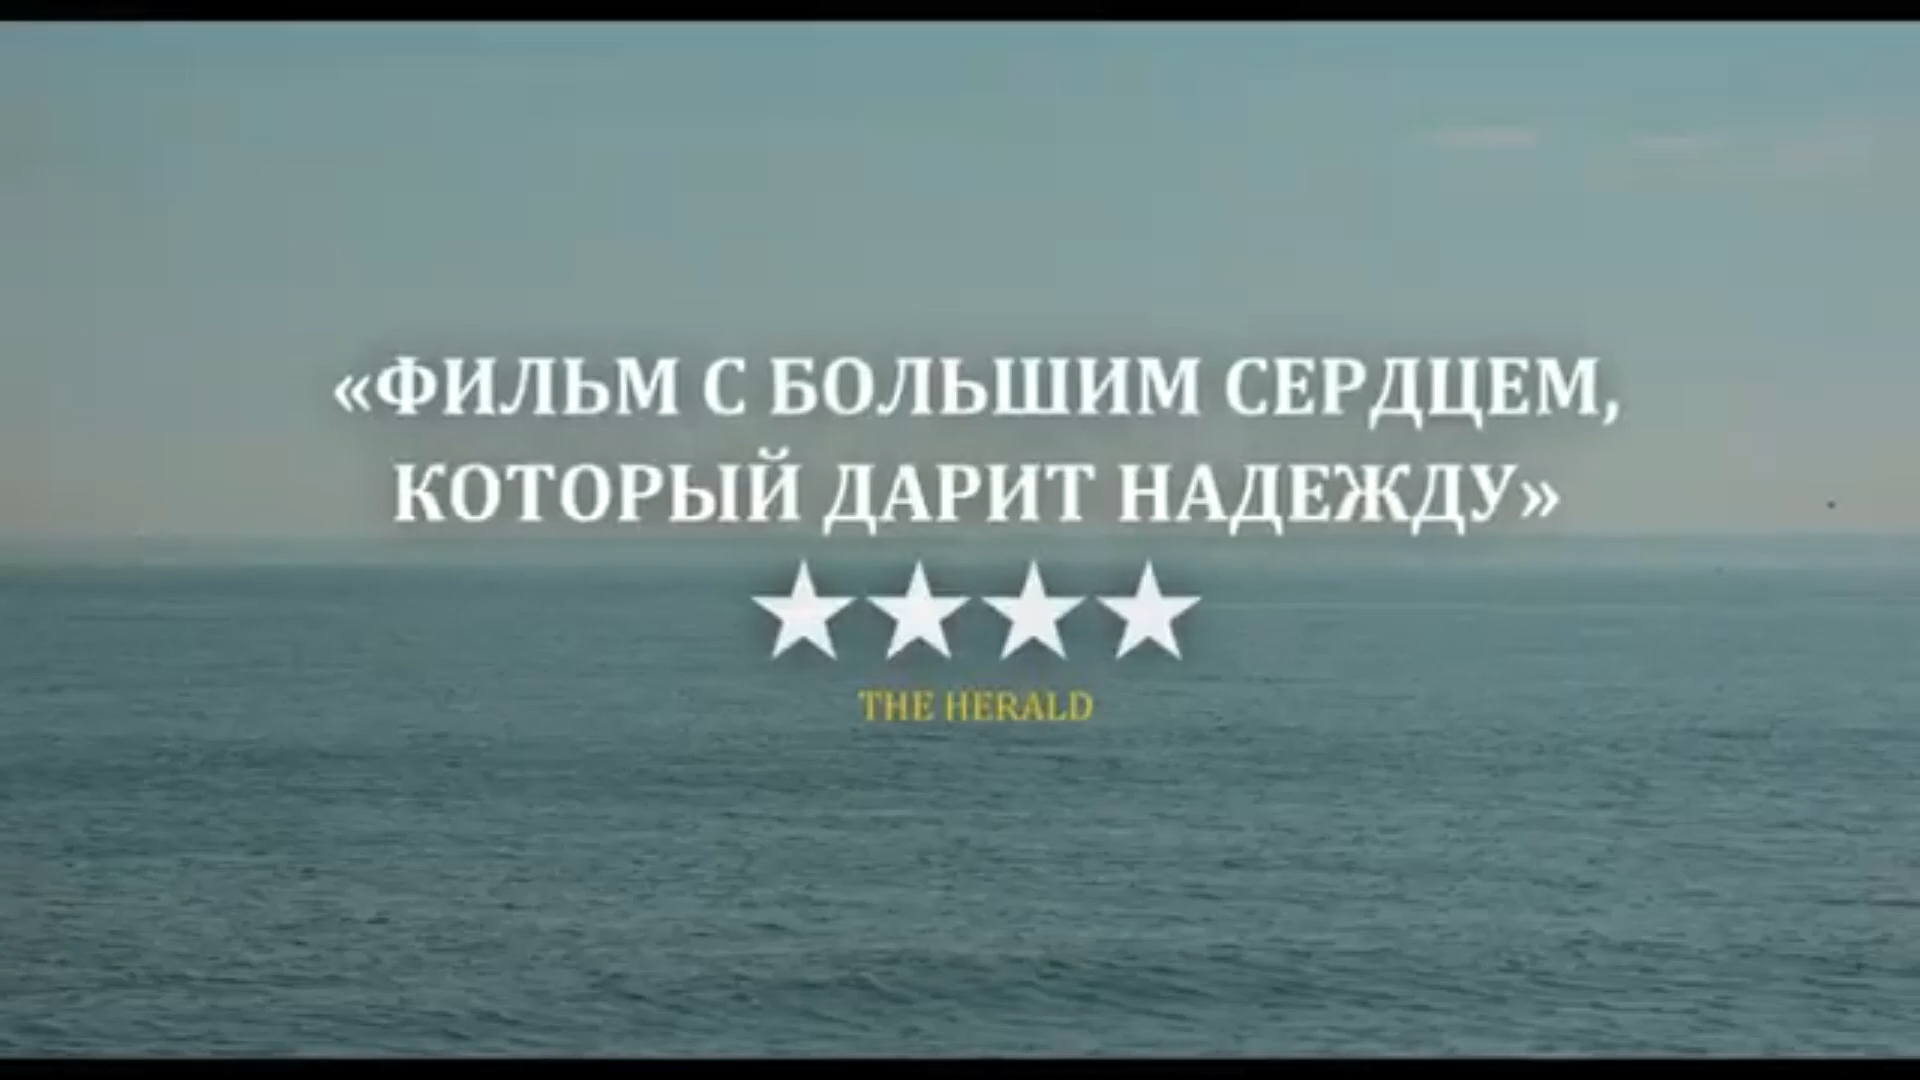 «ФИЛЬМ С БОЛЬШИМ СЕРДЦЕМ,
КОТОРЫЙ ДАРИТ НАДЕЖДУ»
THE HERALD